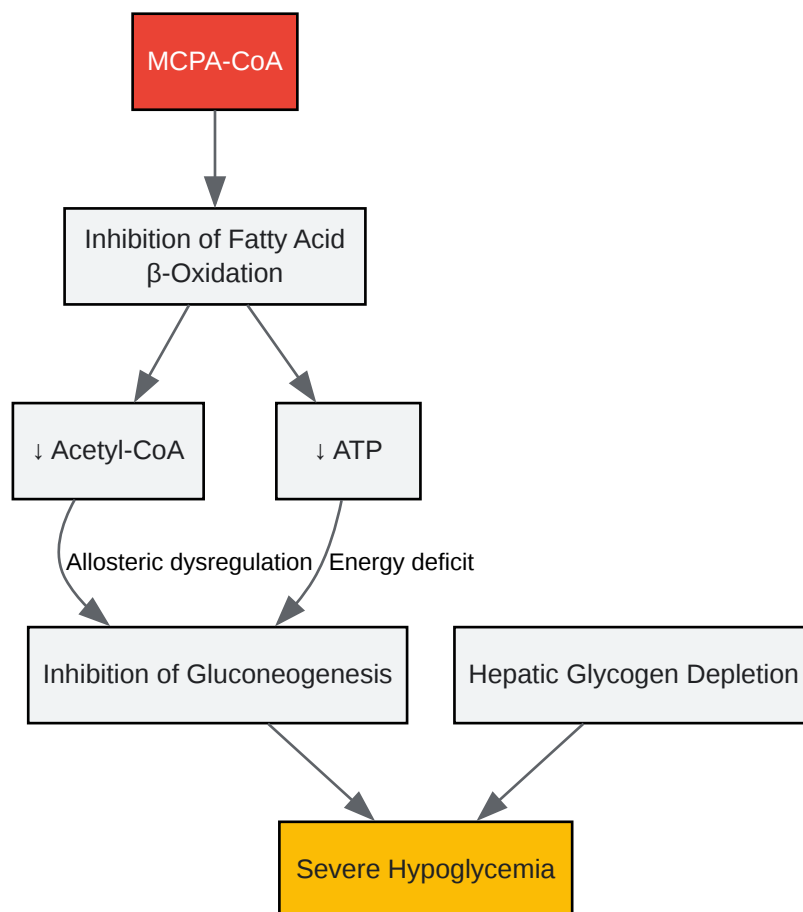 MCPA-CoA
Inhibition of Fatty Acid
β-Oxidation
↓ Acetyl-CoA
↓ ATP
Allosteric dysregulation
Energy deficit
Inhibition of Gluconeogenesis
Hepatic Glycogen Depletion
Severe Hypoglycemia